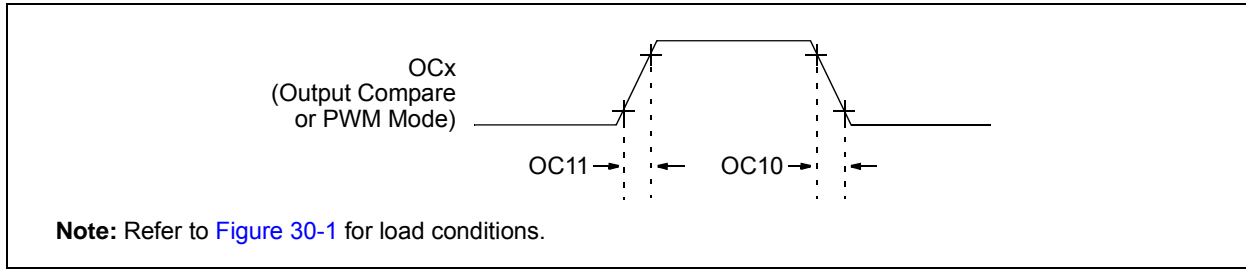 OCx
(Output Compare
or PWM Mode)
OC11
OC10
Note: Refer to Figure 30-1 for load conditions.